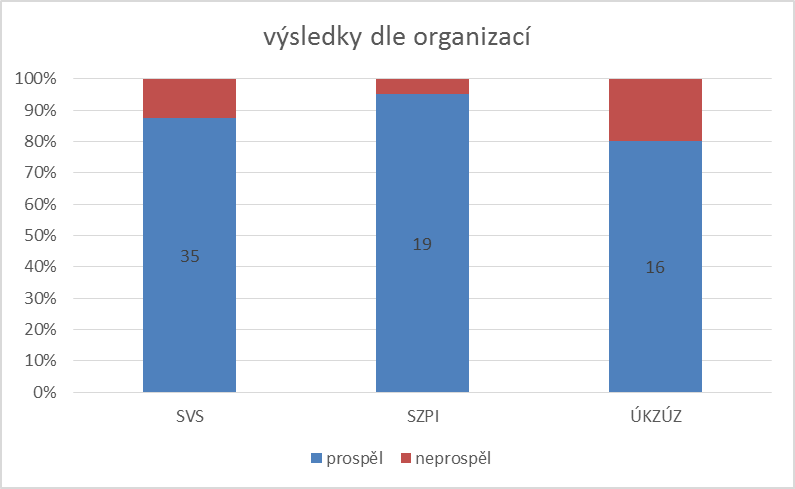 výsledky dle organizací
100%
90%
80%
70%
60%
50%
40%
30%
20%
10%
0%
35
19
16
SVS
SZPI
ÚKZÚZ
prospěl
neprospěl